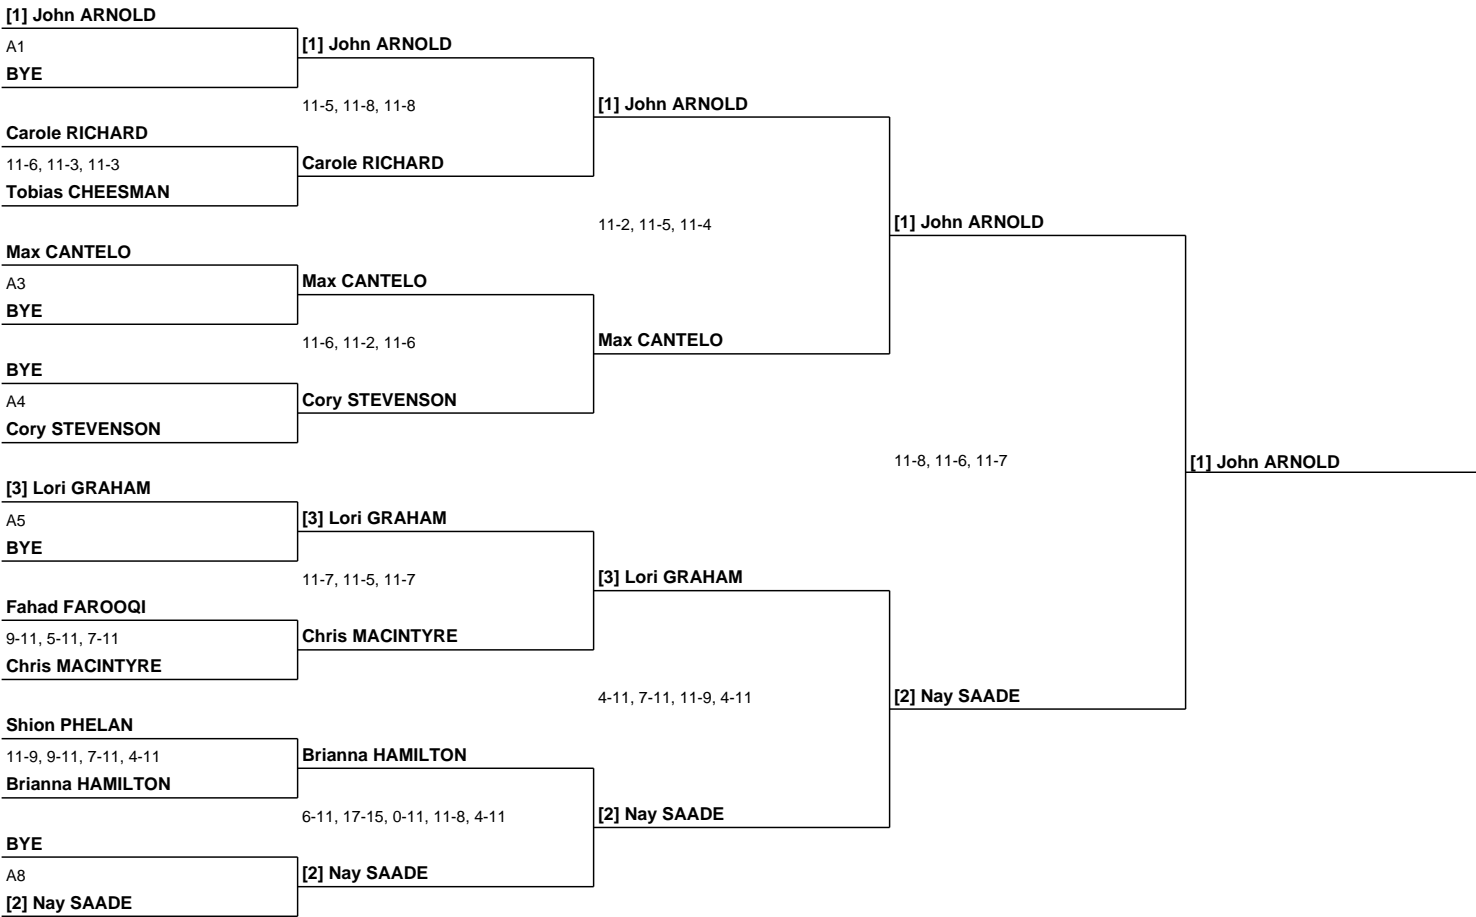 [1] John ARNOLD
A1
BYE
Carole RICHARD
11-6, 11-3, 11-3
Tobias CHEESMAN
Max CANTELO
A3
BYE
BYE
A4
Cory STEVENSON
[3] Lori GRAHAM
A5
BYE
Fahad FAROOQI
9-11, 5-11, 7-11
Chris MACINTYRE
Shion PHELAN
11-9, 9-11, 7-11, 4-11
Brianna HAMILTON
BYE
A8
[2] Nay SAADE
[1] John ARNOLD
11-5, 11-8, 11-8
Carole RICHARD
Max CANTELO
11-6, 11-2, 11-6
Cory STEVENSON
[3] Lori GRAHAM
11-7, 11-5, 11-7
Chris MACINTYRE
Brianna HAMILTON
6-11, 17-15, 0-11, 11-8, 4-11
[2] Nay SAADE
[1] John ARNOLD
11-2, 11-5, 11-4
Max CANTELO
[3] Lori GRAHAM
4-11, 7-11, 11-9, 4-11
[2] Nay SAADE
[1] John ARNOLD
11-8, 11-6, 11-7
[2] Nay SAADE
[1] John ARNOLD